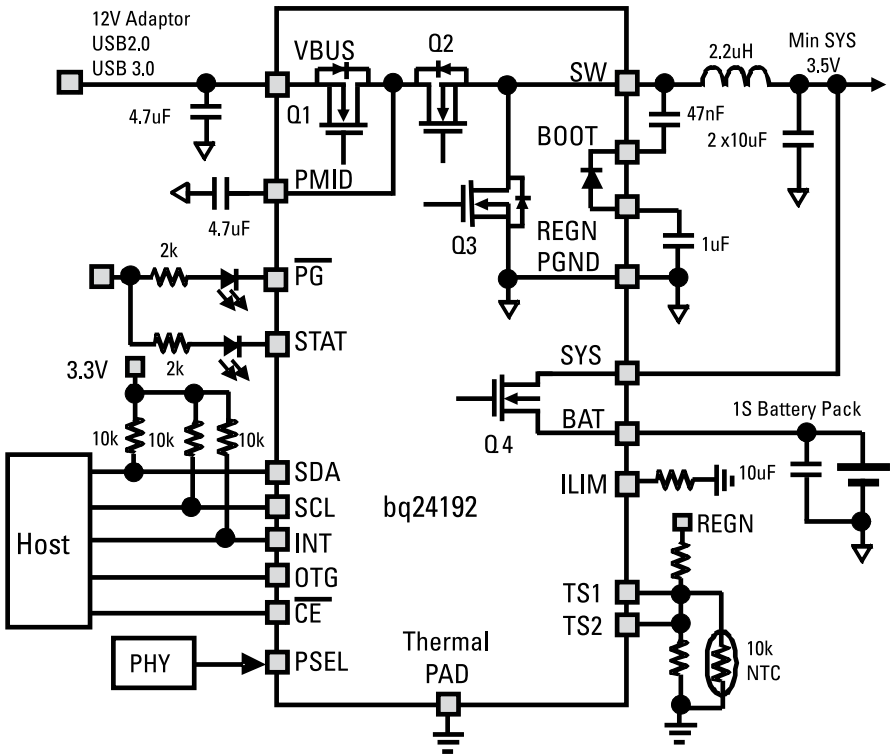 12V Adaptor
USB2.0
USB 3.0
VBUS
Q2
SW
2.2uH
Min SYS
3.5V
4.7uF
Q1
47nF
BOOT
2 x10uF
PMID
4.7uF
Q3
REGN
PGND
1uF
2k
PG
STAT
2k
3.3V
SYS
BAT
Q4
1S Battery Pack
10k
10k
10k
SDA
ILIM
10uF
SCL
bq24192
REGN
Host
INT
OTG
TS1
CE
TS2
10k
NTC
PHY
PSEL
Thermal
PAD